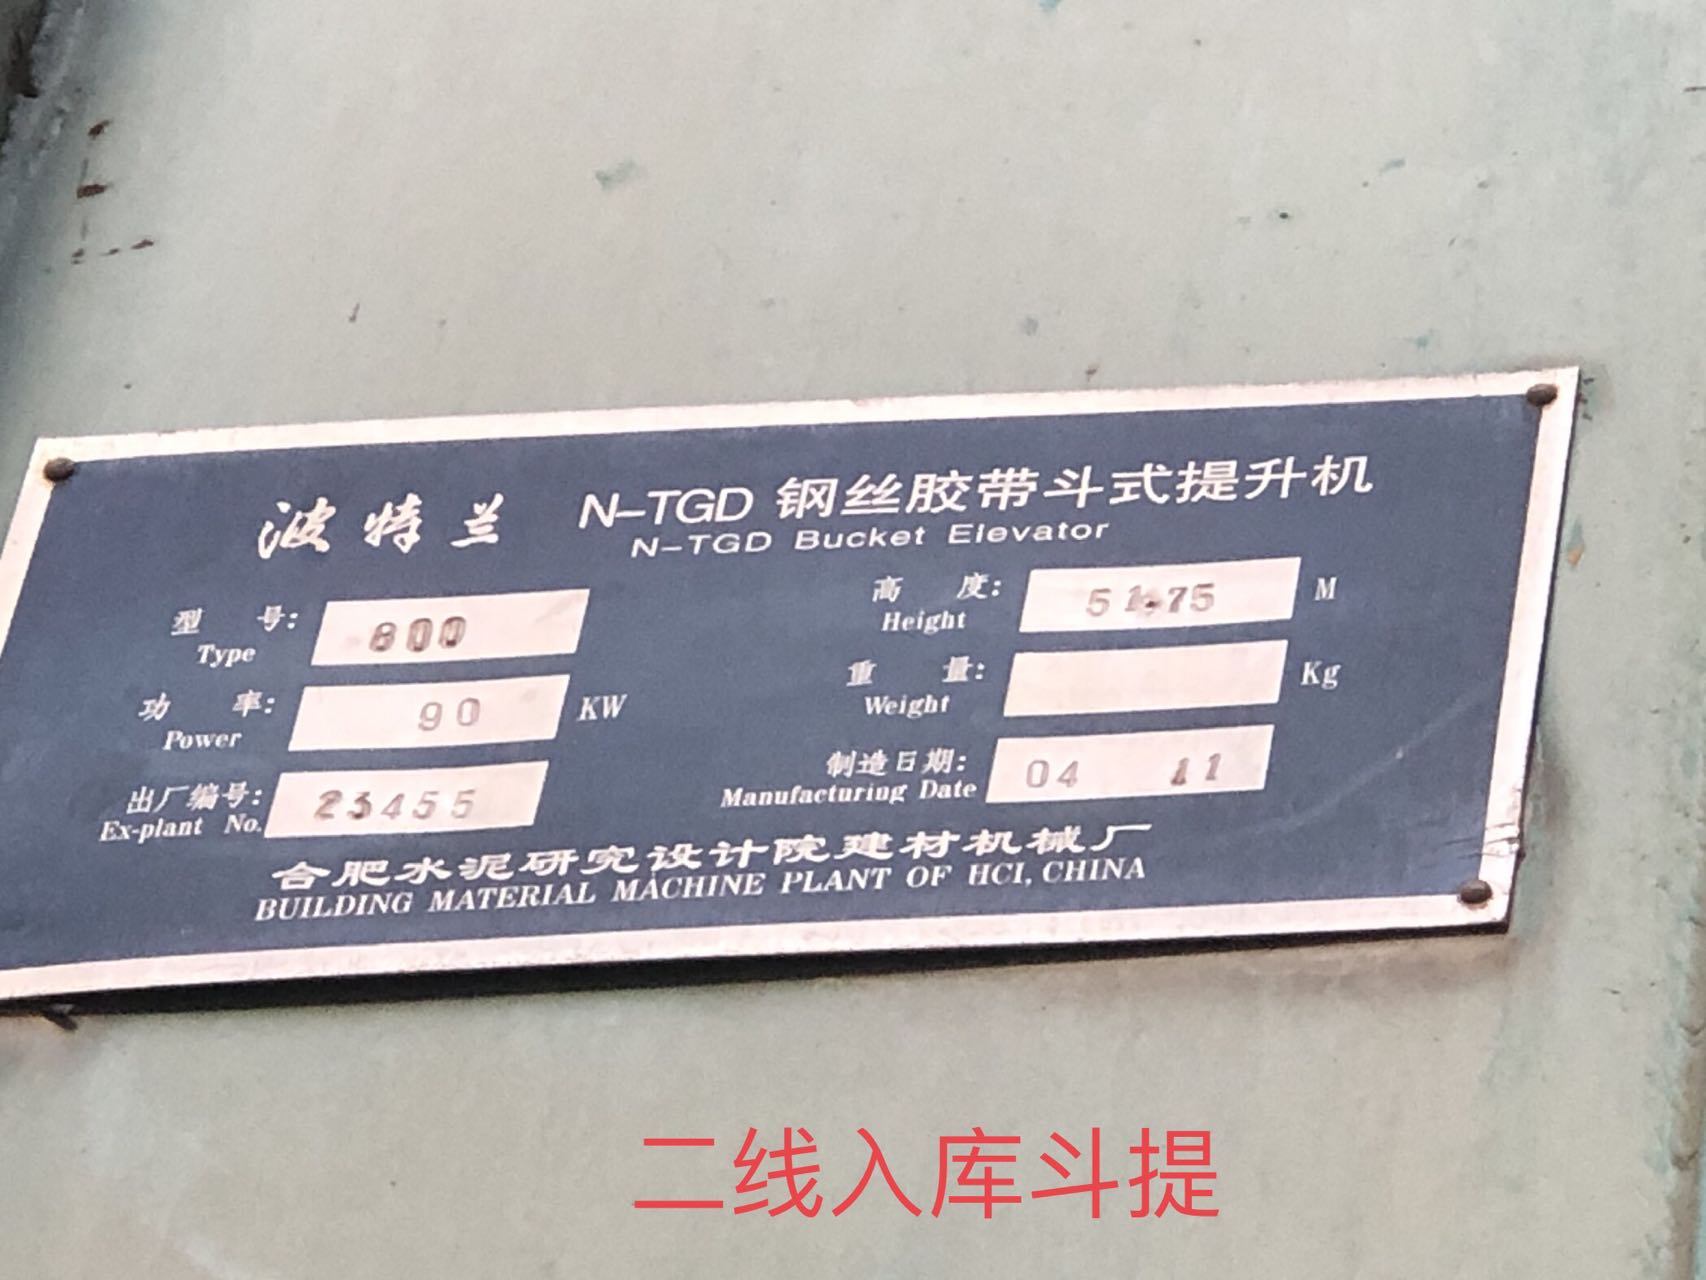 波特兰 N-TGD 钢丝胶带斗式提升机
N-TGD Bucket Elevator
型 号: 800
Type
功 率: 90 KW
Power
出厂编号: 23455
Ex-plant No.
高 度: 51.75 M
Height
重 量: Kg
Weight
制造日期: 04 11
Manufacturing Date
合肥水泥研究设计院建材机械厂
BUILDING MATERIAL MACHINE PLANT OF HCI, CHINA
二线入库斗提